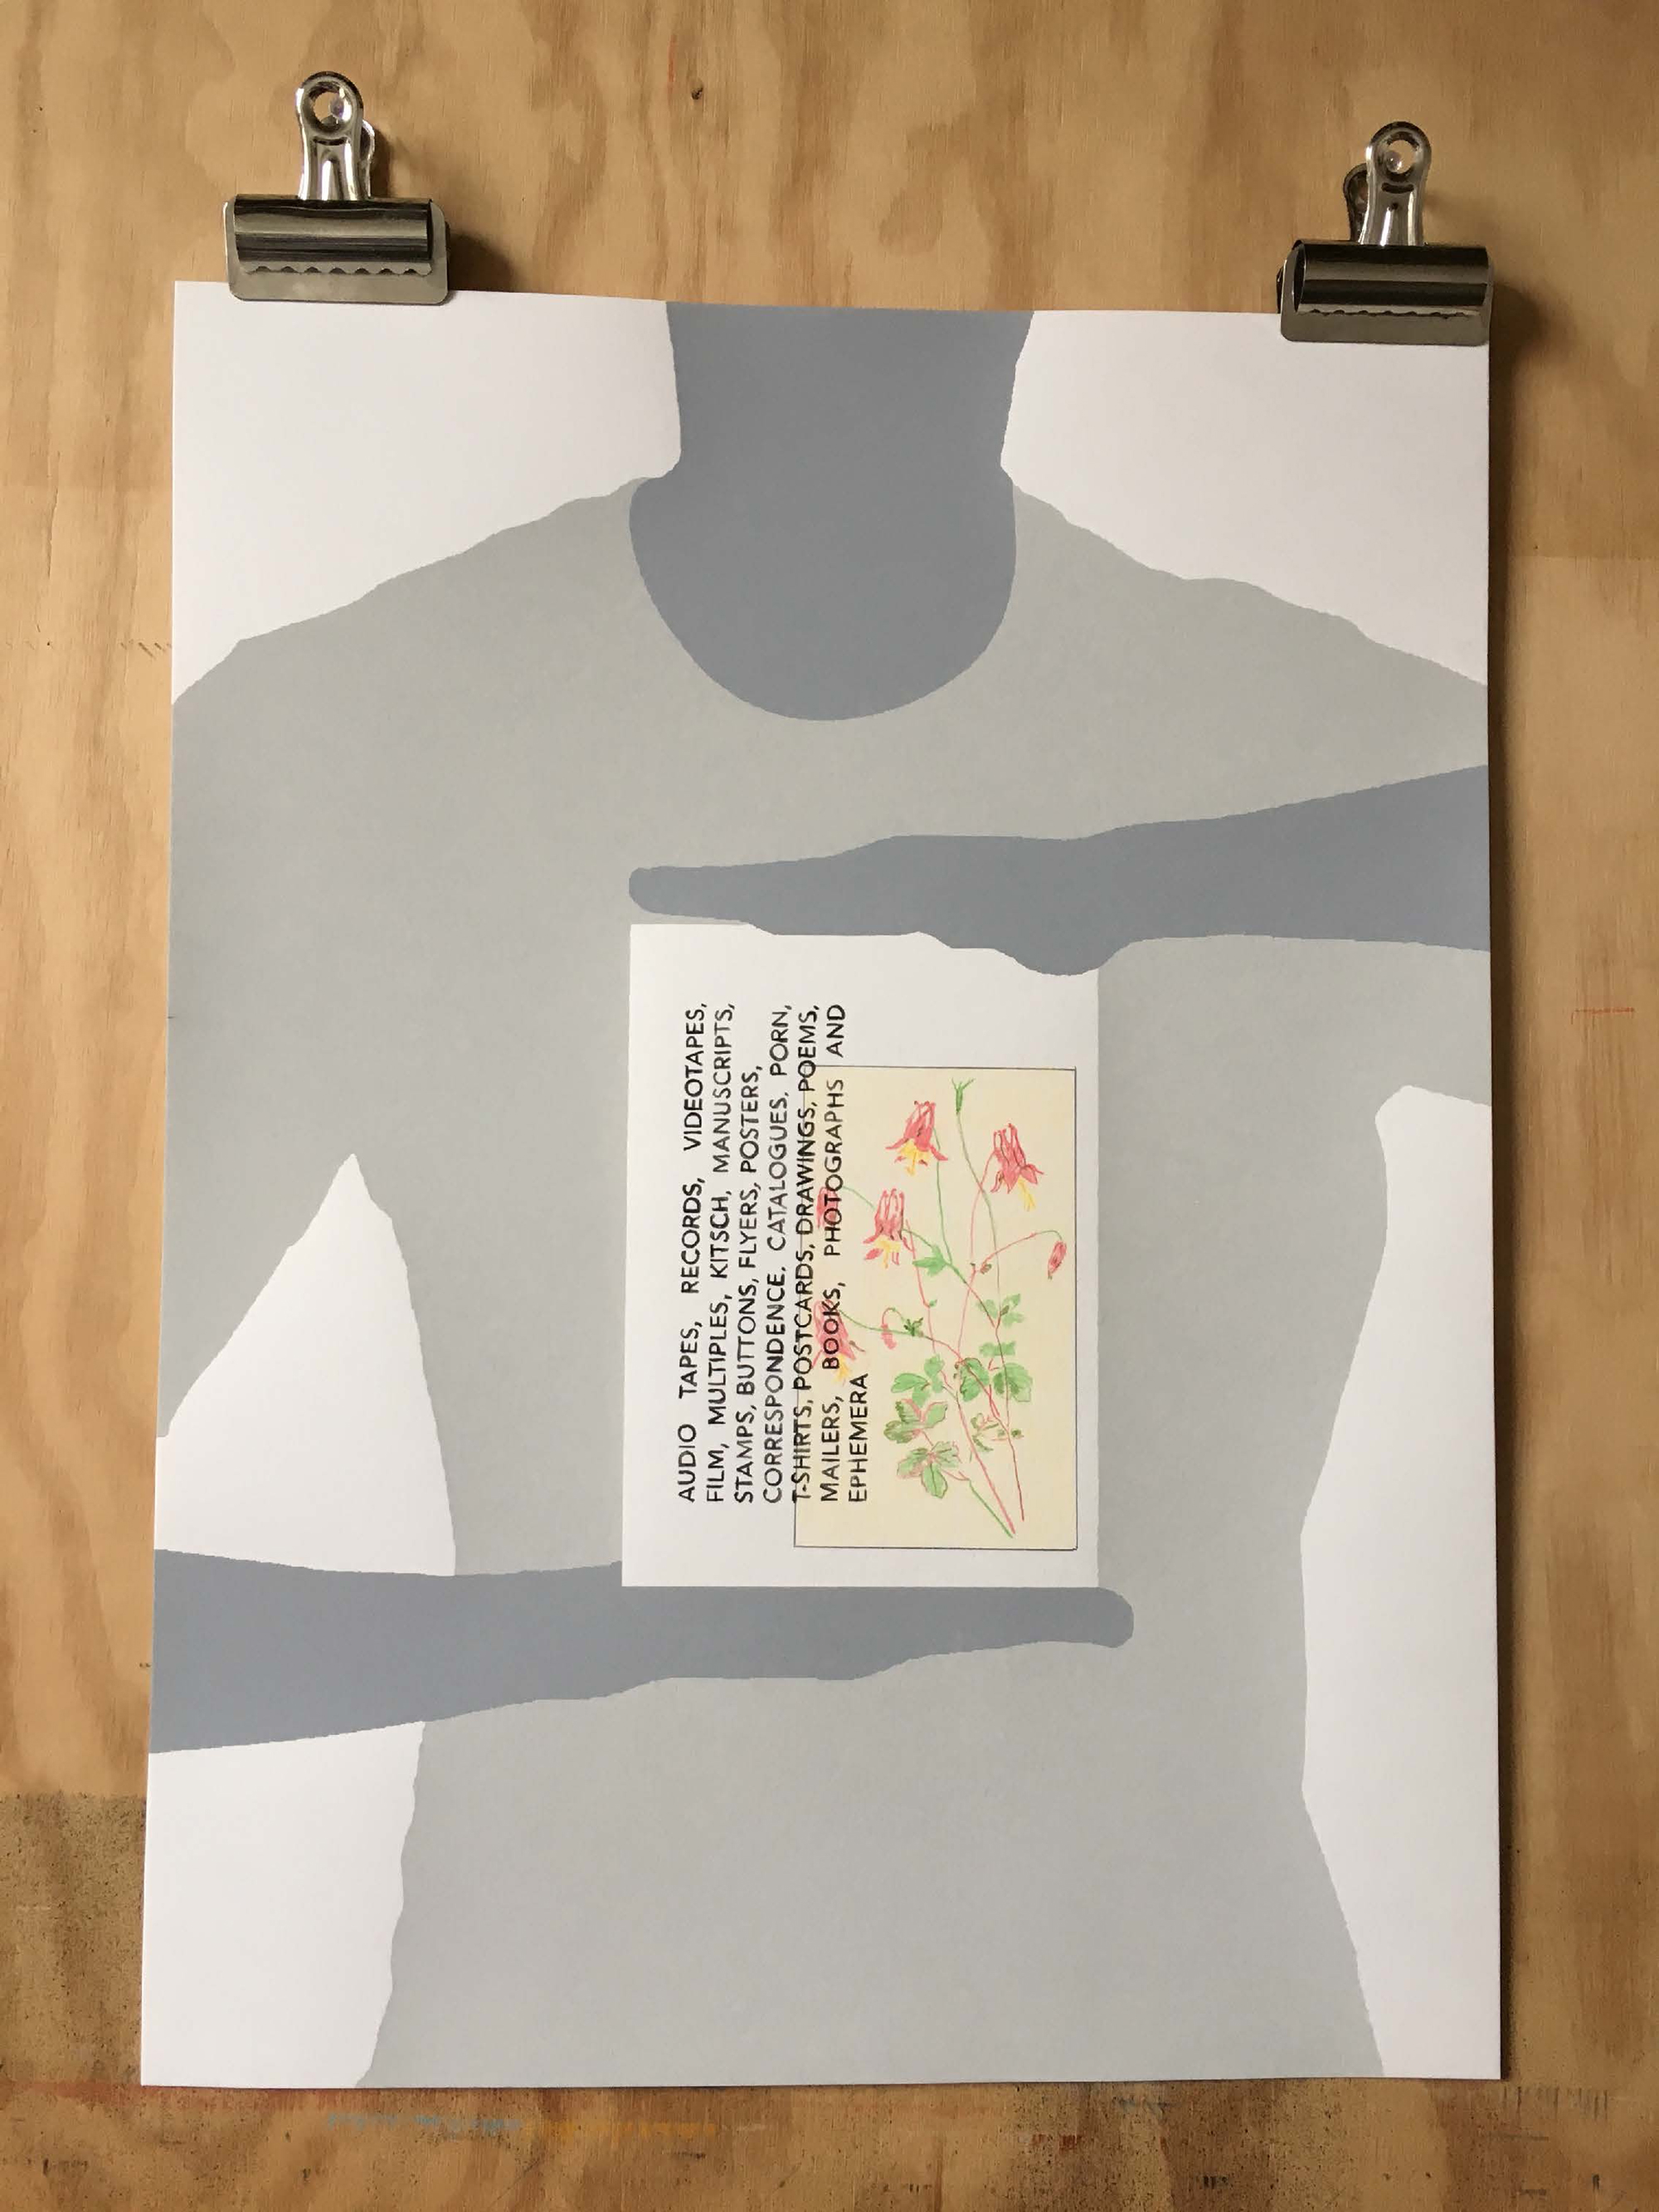 AUDIO TAPES, RECORDS, VIDEOTAPES,
FILM, MULTIPLES, KITSCH, MANUSCRIPTS,
STAMPS, BUTTONS, FLYERS, POSTERS,
CORRESPONDENCE, CATALOGUES, PORN,
T-SHIRTS, POSTCARDS, DRAWINGS, POEMS,
MAILERS, BOOKS, PHOTOGRAPHS AND
EPHEMERA